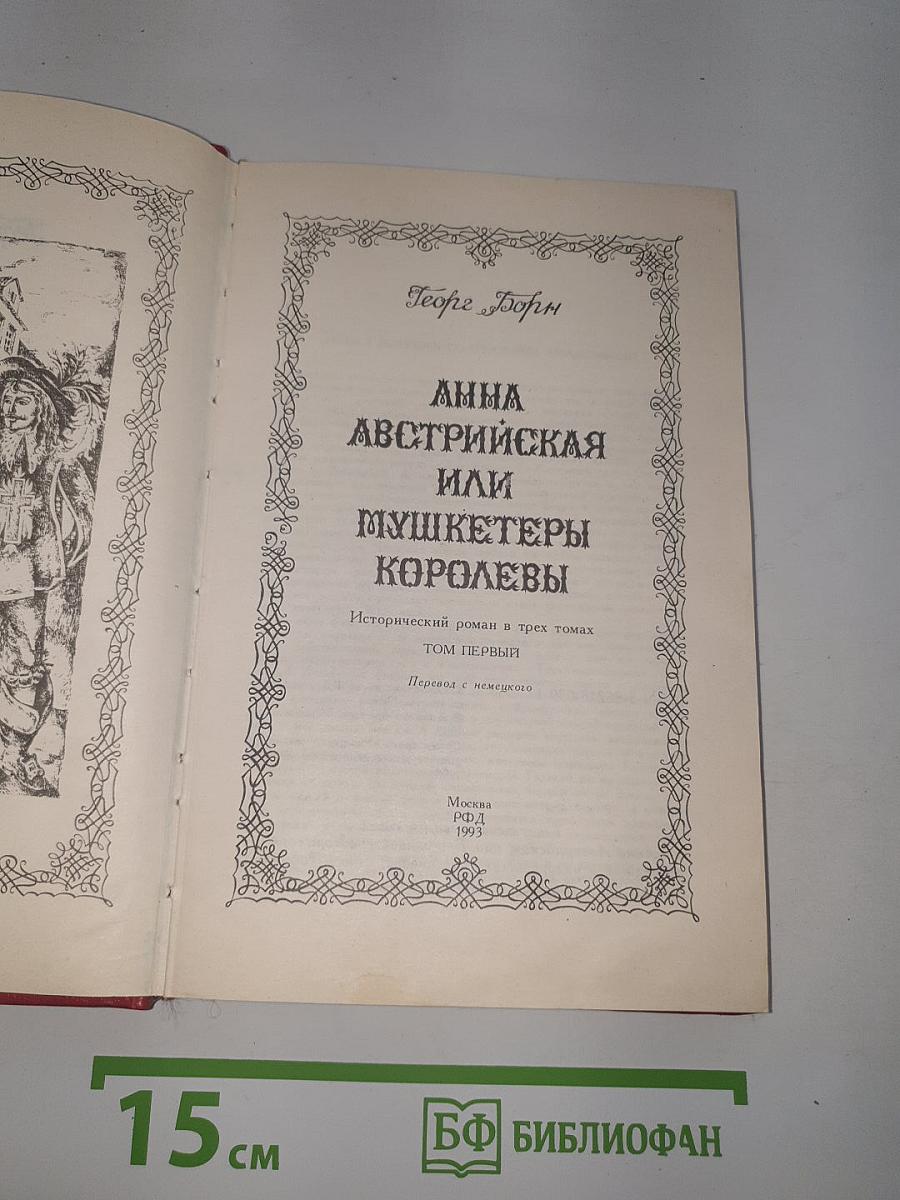 Георг Борн
АННА
АВСТРИЙСКАЯ
ИЛИ
МУШКЕТЕРЫ
КОРОЛЕВЫ
Исторический роман в трех томах
ТОМ ПЕРВЫЙ
Перевод с немецкого
Москва
РФД
1993
15 см
БФ БИБЛИОФАН